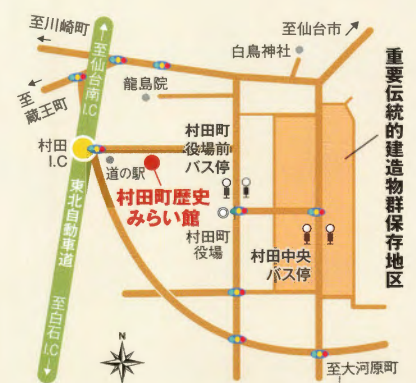 至川崎町
至仙台市
白鳥神社
至仙台南
I.C
至
蔵王町
龍島院
重要伝統的建造物群保存地区
村田
I.C
道の駅
村田町
役場前
バス停
村田町歴史
みらい館
東北自動車道
村田町
役場
村田中央
バス停
至白石
I.C
N
至大河原町